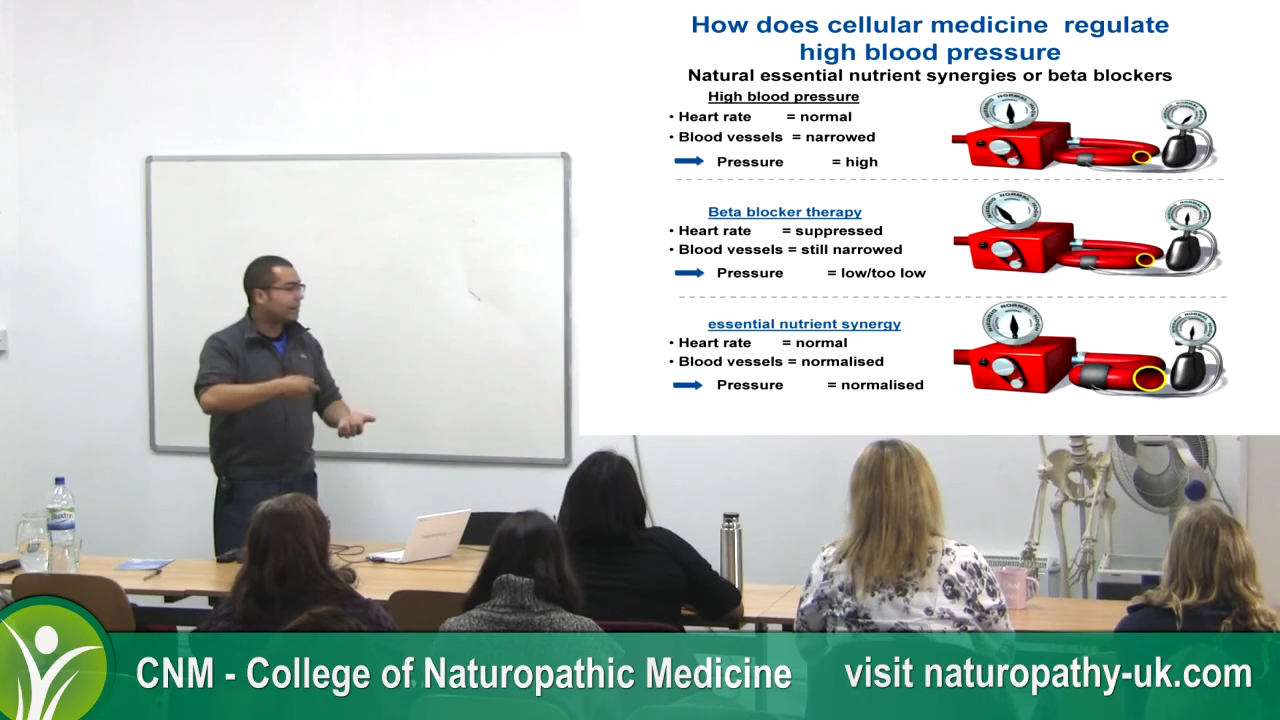 How does cellular medicine regulate
high blood pressure
Natural essential nutrient synergies or beta blockers
High blood pressure
• Heart rate = normal
• Blood vessels = narrowed
Pressure = high
Beta blocker therapy
• Heart rate = suppressed
• Blood vessels = still narrowed
Pressure = low/too low
essential nutrient synergy
• Heart rate = normal
• Blood vessels = normalised
Pressure = normalised
Buxton
CNM - College of Naturopathic Medicine
visit naturopathy-uk.com